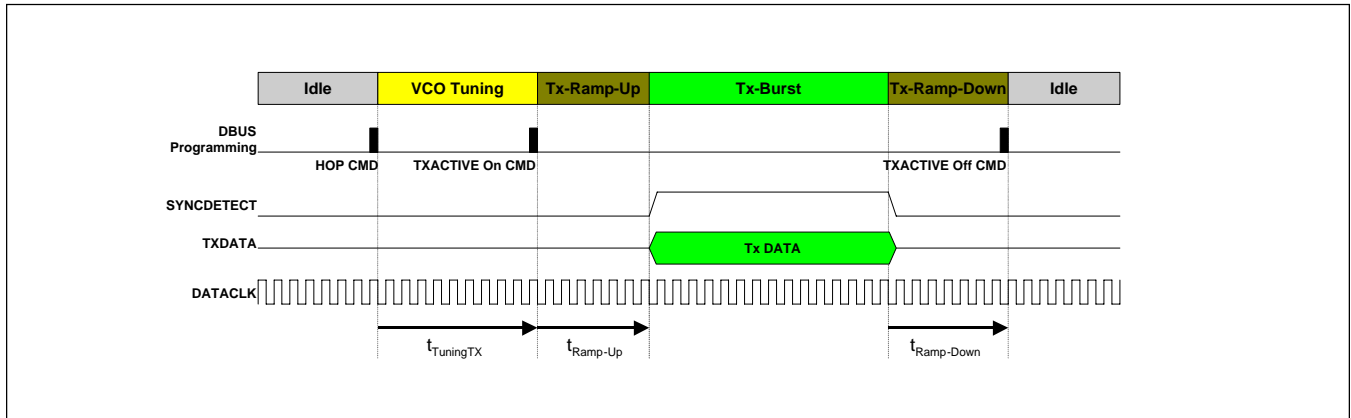 Idle VCO Tuning Tx-Ramp-Up Tx-Burst Tx-Ramp-Down Idle
DBUS
Programming
HOP CMD TXACTIVE On CMD TXACTIVE Off CMD
SYNCDETECT
TXDATA Tx DATA
DATACLK
tTuningTX tRamp-Up tRamp-Down